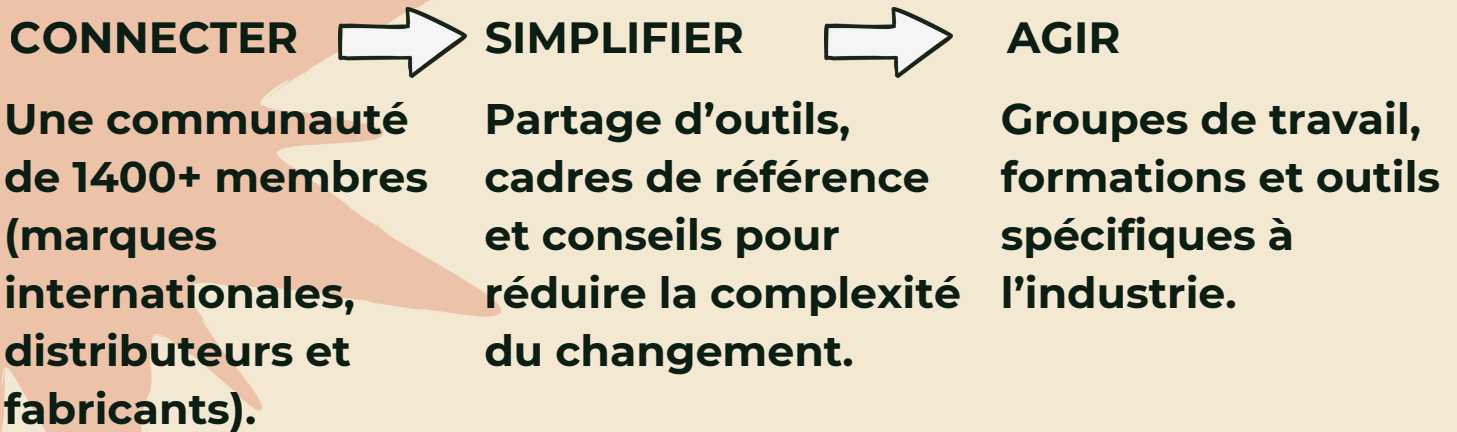 CONNECTER
Une communauté
de 1400+ membres
(marques
internationales,
distributeurs et
fabricants).
SIMPLIFIER
Partage d’outils,
cadres de référence
et conseils pour
réduire la complexité
du changement.
AGIR
Groupes de travail,
formations et outils
spécifiques à
l’industrie.